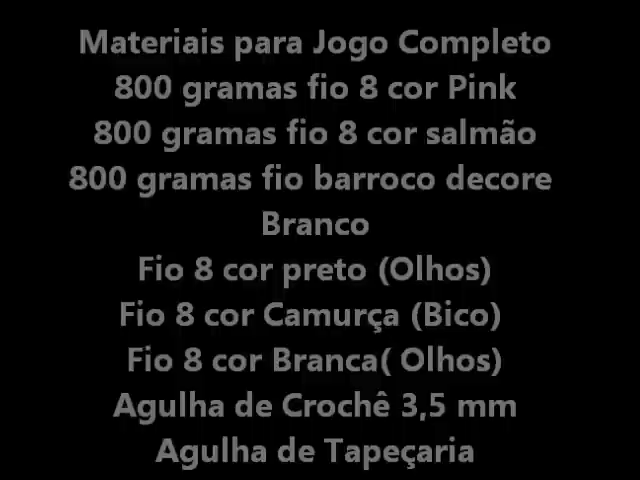 Materiais para Jogo Completo
800 gramas fio 8 cor Pink
800 gramas fio 8 cor salmão
800 gramas fio barroco decore
Branco
Fio 8 cor preto (Olhos)
Fio 8 cor Camurça (Bico)
Fio 8 cor Branca( Olhos)
Agulha de Crochê 3,5 mm
Agulha de Tapeçaria